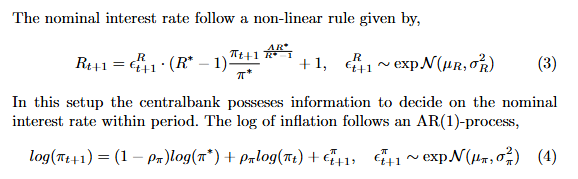 The nominal interest rate follow a non-linear rule given by,
R_{t+1} = ϵ^R_{t+1} · (R* − 1) π_{t+1}/π* ^{AR*/(R*−1)} + 1, ϵ^R_{t+1} ∼ exp N(μ_R, σ²_R) (3)
In this setup the centralbank posseses information to decide on the nominal
interest rate within period. The log of inflation follows an AR(1)-process,
log(π_{t+1}) = (1 − ρ_π)log(π*) + ρ_π log(π_t) + ϵ^π_{t+1}, ϵ^π_{t+1} ∼ exp N(μ_π, σ²_π) (4)